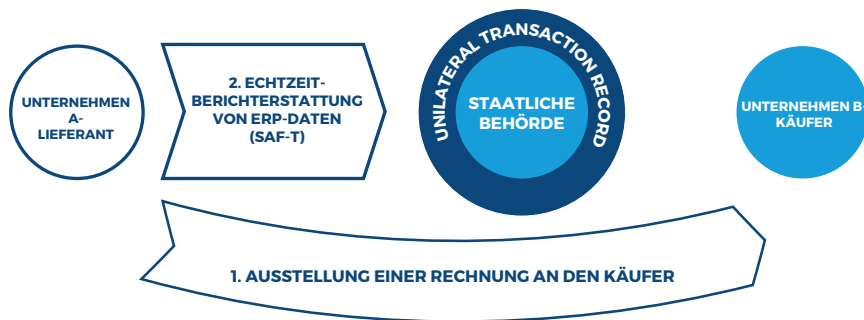 UNTERNEHMEN
A-
LIEFERANT
2. ECHTZEIT-
BERICHTERSTATTUNG
VON ERP-DATEN
(SAF-T)
UNILATERAL TRANSACTION RECORD
STAATLICHE
BEHÖRDE
UNTERNEHMEN B-
KÄUFER
1. AUSSTELLUNG EINER RECHNUNG AN DEN KÄUFER